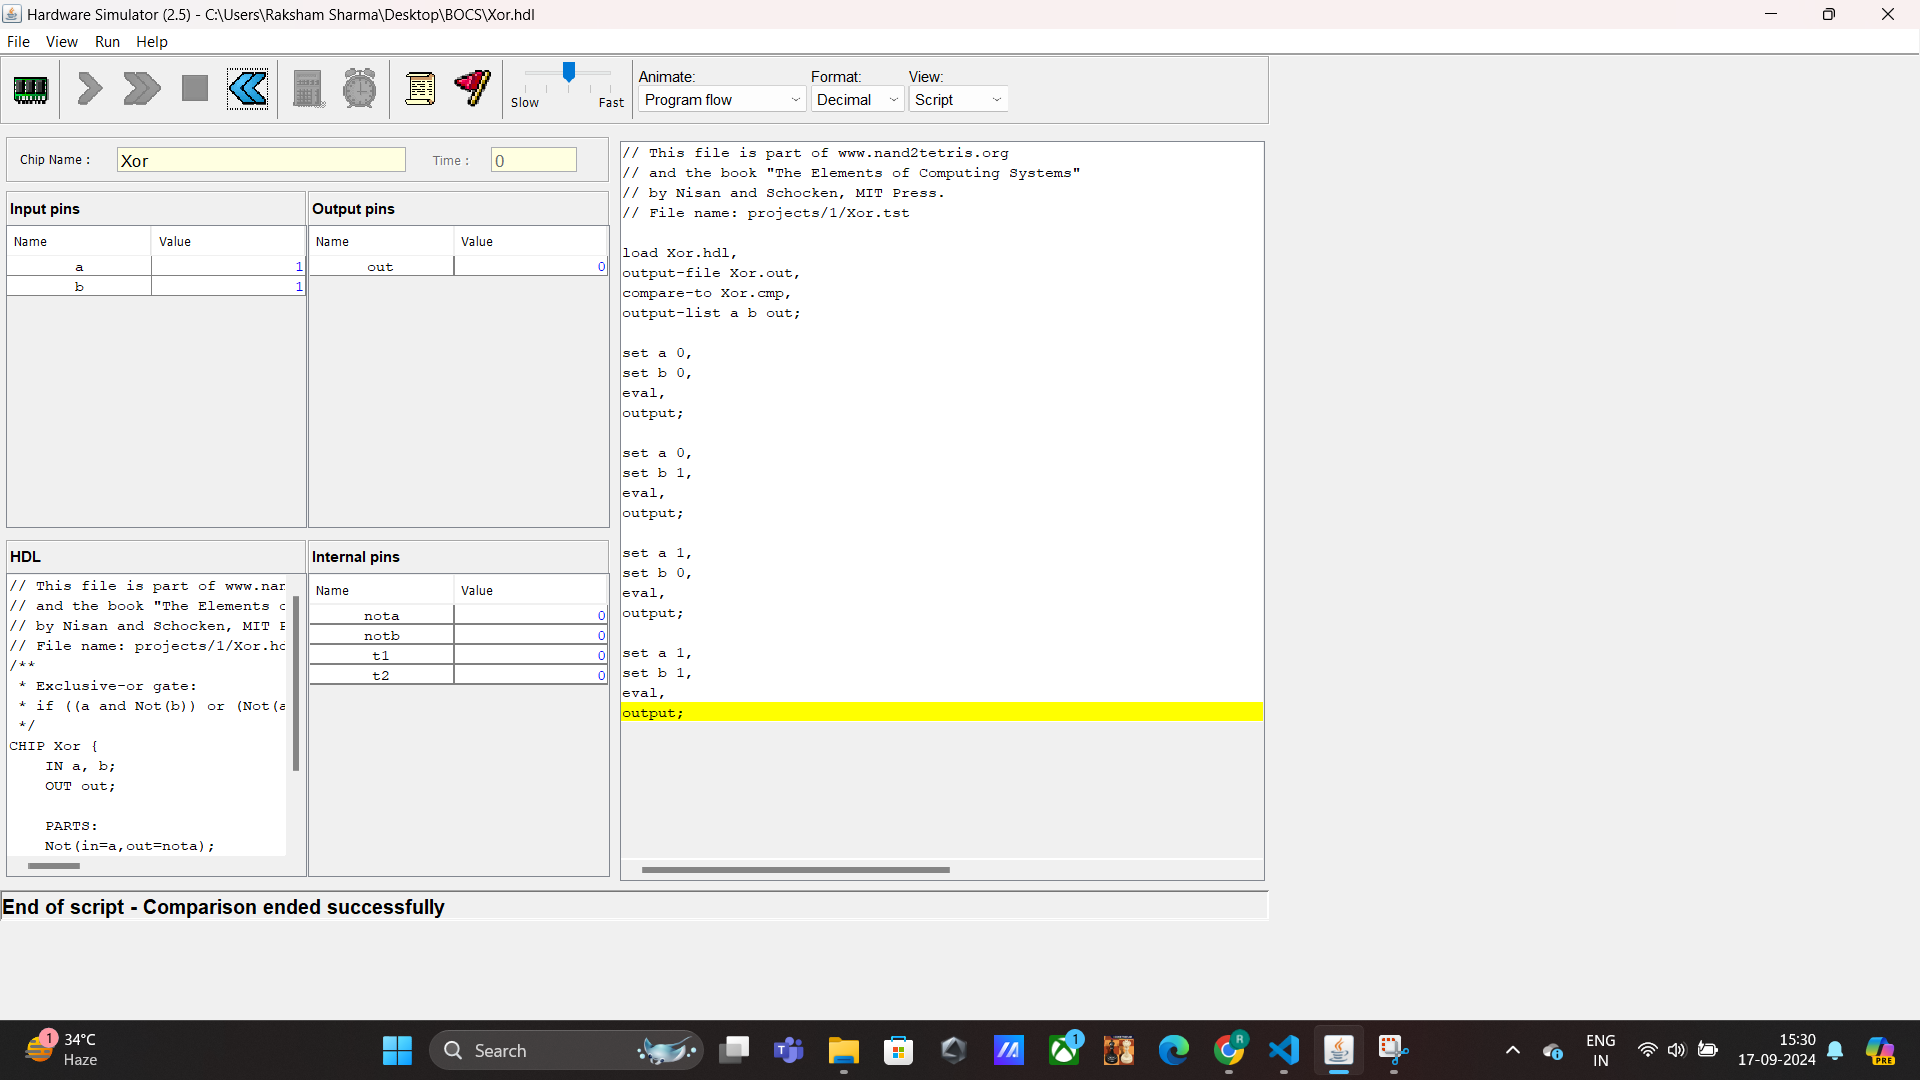 Hardware Simulator (2.5) - C:\Users\Raksham Sharma\Desktop\BOCS\Xor.hdl
File View Run Help
Slow Fast
Animate: Format: View:
Program flow Decimal Script
Chip Name : Xor Time : 0
Input pins
Name Value
a 1
b 1
Output pins
Name Value
out 0
HDL
// This file is part of www.nan
// and the book "The Elements o
// by Nisan and Schocken, MIT P
// File name: projects/1/Xor.hd
/**
* Exclusive-or gate:
* if ((a and Not(b)) or (Not(a
*/
CHIP Xor {
IN a, b;
OUT out;
PARTS:
Not(in=a,out=nota);
Internal pins
Name Value
nota 0
notb 0
t1 0
t2 0
// This file is part of www.nand2tetris.org
// and the book "The Elements of Computing Systems"
// by Nisan and Schocken, MIT Press.
// File name: projects/1/Xor.tst
load Xor.hdl,
output-file Xor.out,
compare-to Xor.cmp,
output-list a b out;
set a 0,
set b 0,
eval,
output;
set a 0,
set b 1,
eval,
output;
set a 1,
set b 0,
eval,
output;
set a 1,
set b 1,
eval,
output;
End of script - Comparison ended successfully
1
34°C
Haze
Search
1
R
ENG
IN
15:30
17-09-2024
PRE